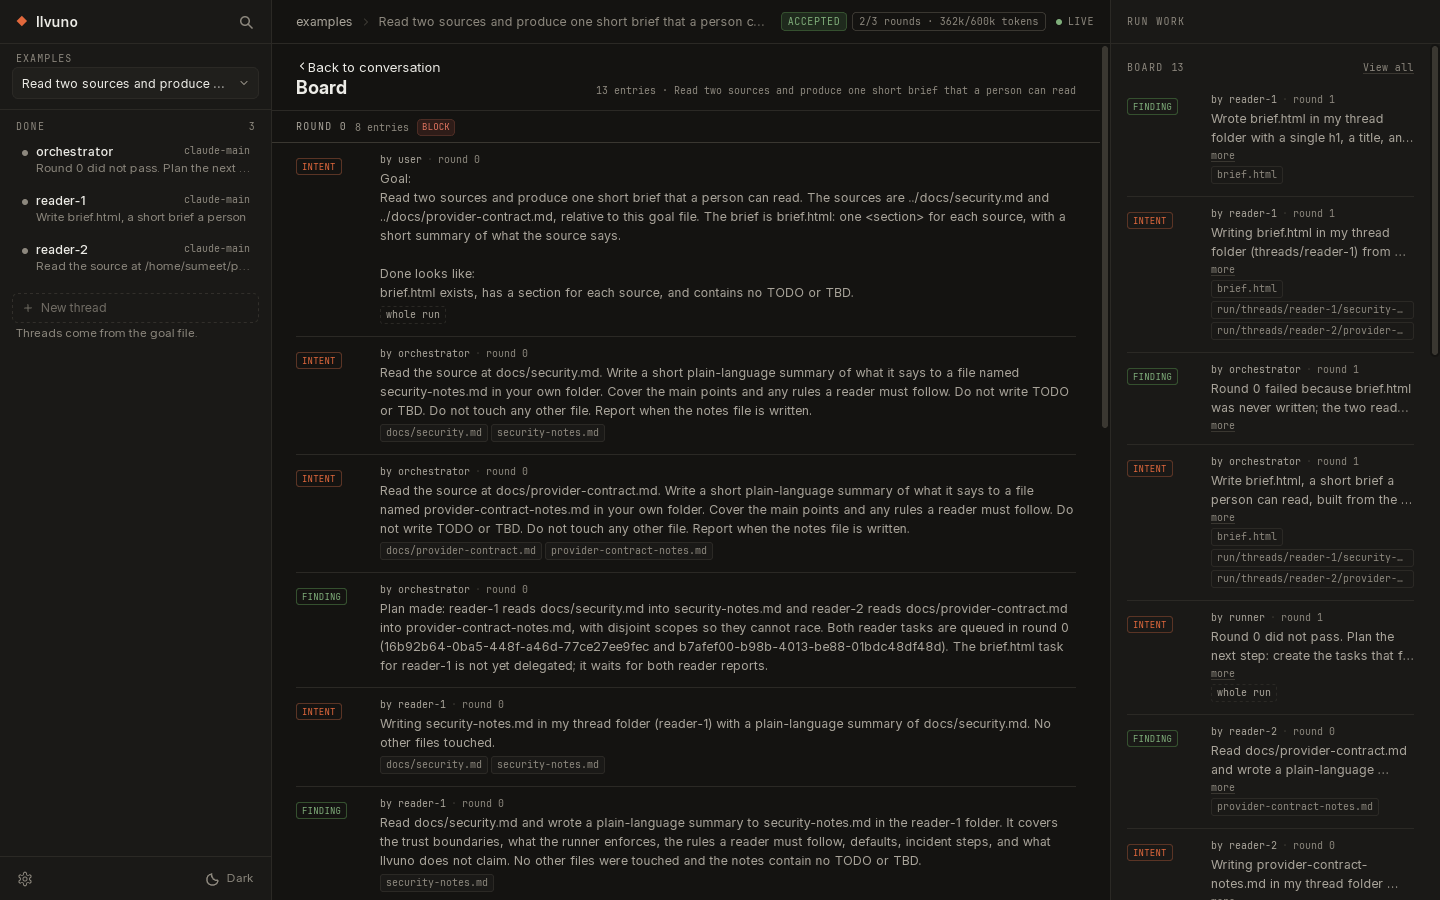 llvuno
EXAMPLES
Read two sources and produce ...
DONE 3
orchestrator claude-main
Round 0 did not pass. Plan the next ...
reader-1 claude-main
Write brief.html, a short brief a person
reader-2 claude-main
Read the source at /home/sumeet/p...
+ New thread
Threads come from the goal file.
Dark
examples > Read two sources and produce one short brief that a person c... ACCEPTED 2/3 rounds · 362k/600k tokens LIVE
Back to conversation
Board
13 entries · Read two sources and produce one short brief that a person can read
ROUND 0 8 entries BLOCK
INTENT by user · round 0
Goal:
Read two sources and produce one short brief that a person can read. The sources are ../docs/security.md and
../docs/provider-contract.md, relative to this goal file. The brief is brief.html: one <section> for each source, with a
short summary of what the source says.
Done looks like:
brief.html exists, has a section for each source, and contains no TODO or TBD.
whole run
INTENT by orchestrator · round 0
Read the source at docs/security.md. Write a short plain-language summary of what it says to a file named
security-notes.md in your own folder. Cover the main points and any rules a reader must follow. Do not write TODO
or TBD. Do not touch any other file. Report when the notes file is written.
docs/security.md security-notes.md
INTENT by orchestrator · round 0
Read the source at docs/provider-contract.md. Write a short plain-language summary of what it says to a file
named provider-contract-notes.md in your own folder. Cover the main points and any rules a reader must follow. Do
not write TODO or TBD. Do not touch any other file. Report when the notes file is written.
docs/provider-contract.md provider-contract-notes.md
FINDING by orchestrator · round 0
Plan made: reader-1 reads docs/security.md into security-notes.md and reader-2 reads docs/provider-contract.md
into provider-contract-notes.md, with disjoint scopes so they cannot race. Both reader tasks are queued in round 0
(16b92b64-0ba5-448f-a46d-77ce27ee9fec and b7afef00-b98b-4013-be88-01bdc48df48d). The brief.html task
for reader-1 is not yet delegated; it waits for both reader reports.
INTENT by reader-1 · round 0
Writing security-notes.md in my thread folder (reader-1) with a plain-language summary of docs/security.md. No
other files touched.
docs/security.md security-notes.md
FINDING by reader-1 · round 0
Read docs/security.md and wrote a plain-language summary to security-notes.md in the reader-1 folder. It covers
the trust boundaries, what the runner enforces, the rules a reader must follow, defaults, incident steps, and what
llvuno does not claim. No other files were touched and the notes contain no TODO or TBD.
security-notes.md
RUN WORK
BOARD 13 View all
FINDING by reader-1 · round 1
Wrote brief.html in my thread
folder with a single h1, a title, an...
more
brief.html
INTENT by reader-1 · round 1
Writing brief.html in my thread
folder (threads/reader-1) from ...
more
brief.html
run/threads/reader-1/security-…
run/threads/reader-2/provider-…
FINDING by orchestrator · round 1
Round 0 failed because brief.html
was never written; the two read...
more
INTENT by orchestrator · round 1
Write brief.html, a short brief a
person can read, built from the ...
more
brief.html
run/threads/reader-1/security-…
run/threads/reader-2/provider-…
INTENT by runner · round 1
Round 0 did not pass. Plan the
next step: create the tasks that f...
more
whole run
FINDING by reader-2 · round 0
Read docs/provider-contract.md
and wrote a plain-language ...
more
provider-contract-notes.md
INTENT by reader-2 · round 0
Writing provider-contract-
notes.md in my thread folder ...